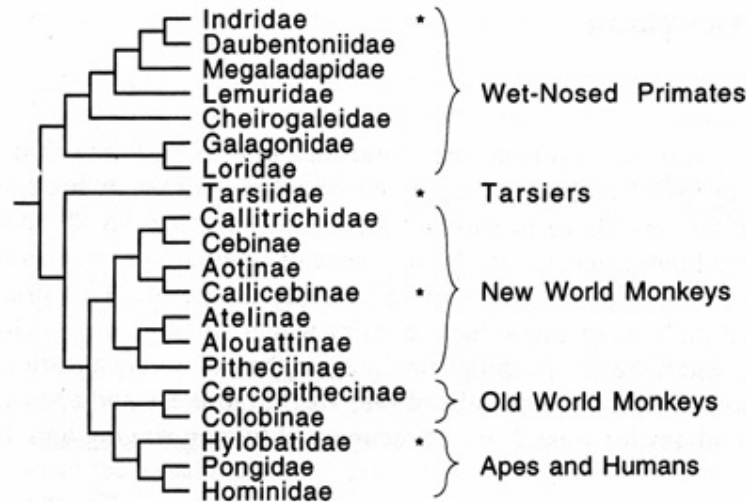 Indridae *
Daubentoniidae
Megaladapidae
Lemuridae
Cheirogaleidae
Galagonidae
Loridae
Wet-Nosed Primates
Tarsiidae * Tarsiers
Callitrichidae
Cebinae
Aotinae
Callicebinae *
Atelinae
Alouattinae
Pitheciinae
New World Monkeys
Cercopithecinae
Colobinae
Old World Monkeys
Hylobatidae *
Pongidae
Hominidae
Apes and Humans